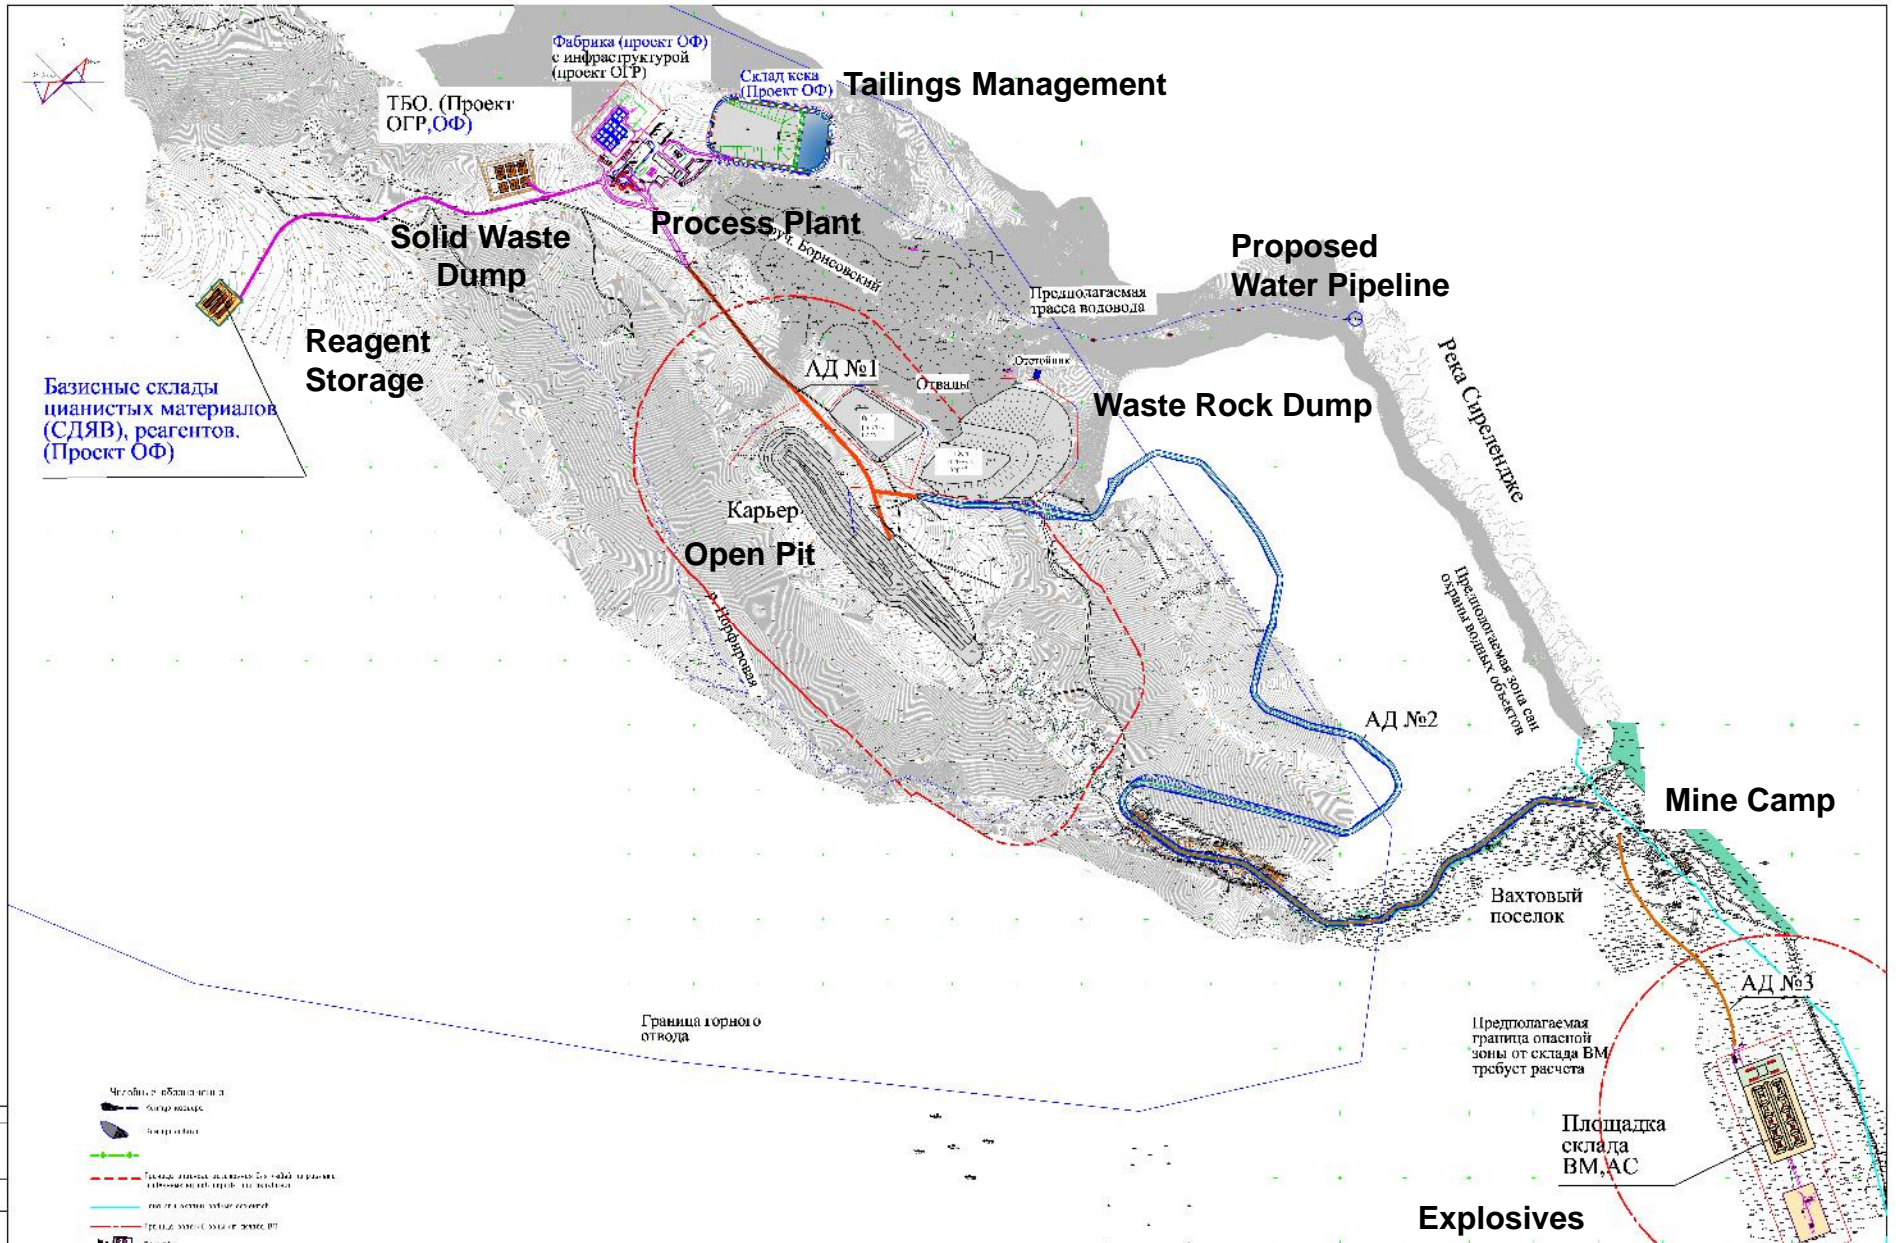 Фабрика (проект ОФ)
с инфраструктурой
(проект ОГР)
Склад кека
(Проект ОФ)
Tailings Management
ТБО. (Проект
ОГР,ОФ)
Process Plant
Solid Waste
Dump
руч. Борисовский
Proposed
Water Pipeline
Предполагаемая
трасса водовода
Reagent
Storage
Базисные склады
цианистых материалов
(СДЯВ), реагентов.
(Проект ОФ)
АД №1
Отвалы
Отстойник
Waste Rock Dump
Река Сирелендже
Карьер
Open Pit
р. Порфировая
Предпологаемая зона сан
охраны водных объектов
АД №2
Mine Camp
Вахтовый
поселок
АД №3
Граница горного
отвода
Предполагаемая
граница опасной
зоны от склада ВМ
требует расчета
Площадка
склада
ВМ,АС
Explosives